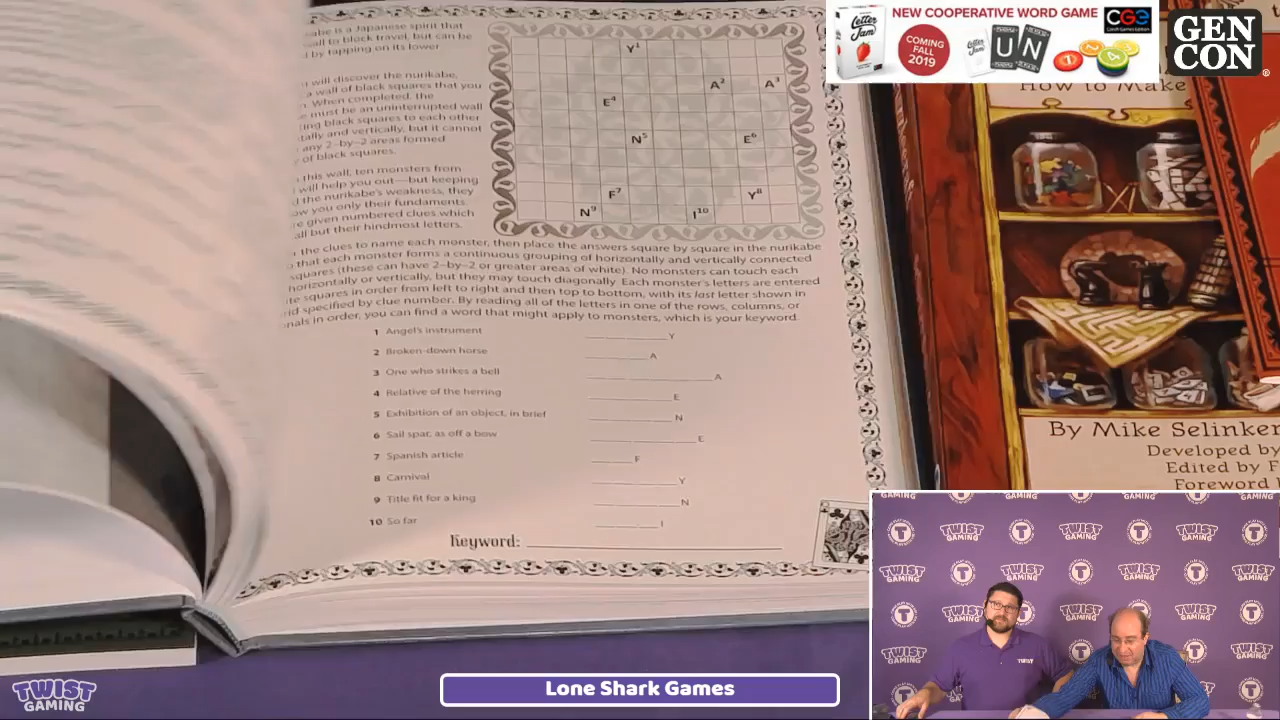 abe is a Japanese spirit that
wall to block travel, but can be
d by tapping on its lower
will discover the nurikabe,
a wall of black squares that you
When completed, the
must be an uninterrupted wall
ting black squares to each other
tally and vertically, but it cannot
any 2-by-2 areas formed
of black squares.
this wall, ten monsters from
will help you out—but keeping
the nurikabe's weakness, they
ow you only their fundaments.
re given numbered clues which
all but their hindmost letters.
the clues to name each monster, then place the answers square by square in the nurikabe
that each monster forms a continuous grouping of horizontally and vertically connected
squares (these can have 2-by-2 or greater areas of white). No monsters can touch each
horizontally or vertically, but they may touch diagonally. Each monster's letters are entered
te squares in order from left to right and then top to bottom, with its last letter shown in
rid specified by clue number. By reading all of the letters in one of the rows, columns, or
nals in order, you can find a word that might apply to monsters, which is your keyword.
Y1
A2 A3
E4
N5 E6
F7 Y8
N9 I10
1 Angel's instrument Y
2 Broken-down horse A
3 One who strikes a bell A
4 Relative of the herring E
5 Exhibition of an object, in brief N
6 Sail spar, as off a bow E
7 Spanish article F
8 Carnival Y
9 Title fit for a king N
10 So far I
Keyword:
NEW COOPERATIVE WORD GAME
Letter Jam
COMING
FALL
2019
UN
CGE
Czech Games Edition
GEN
CON
How to Make
By Mike Selinker
Developed by
Edited by
Foreword
Lone Shark Games
TWIST
GAMING